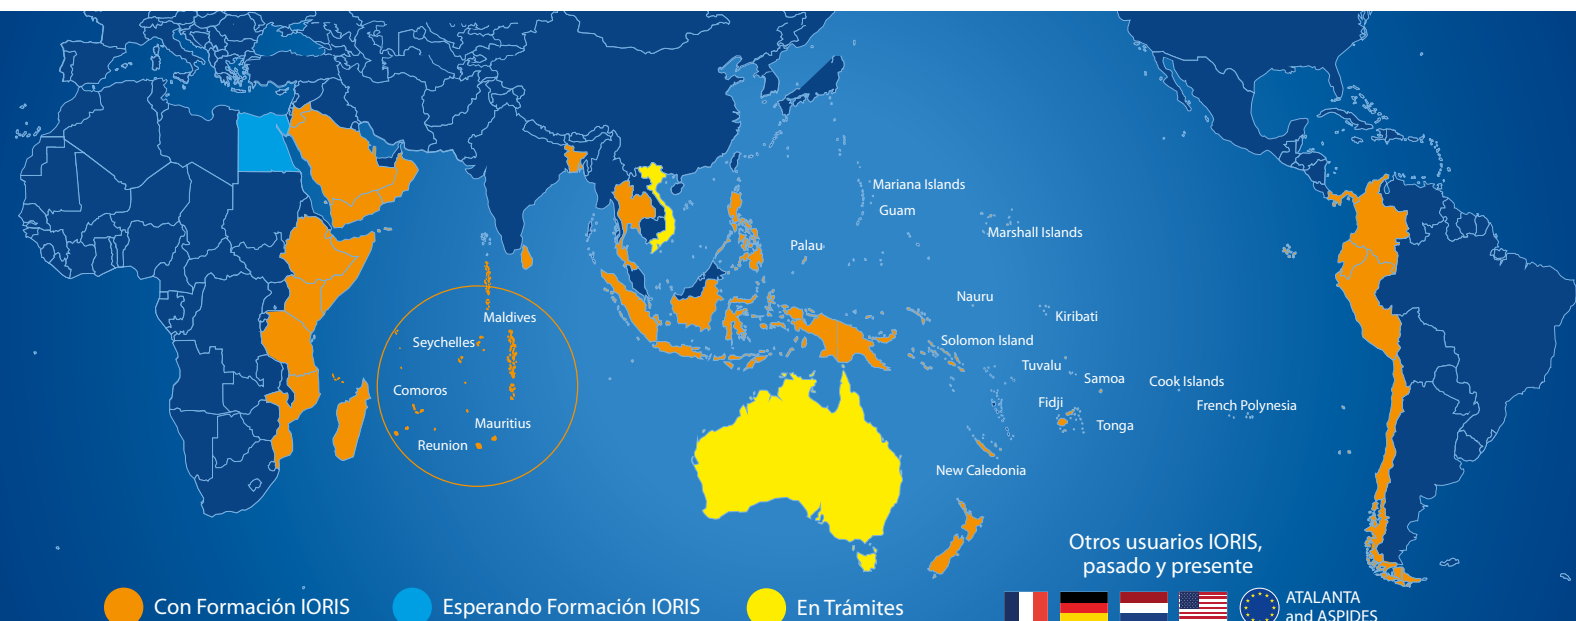 Mariana Islands
Guam
Marshall Islands
Palau
Nauru
Kiribati
Maldives
Seychelles
Solomon Island
Tuvalu
Samoa
Cook Islands
Comoros
Fidji
French Polynesia
Mauritius
Tonga
Reunion
New Caledonia
Otros usuarios IORIS,
pasado y presente
Con Formación IORIS
Esperando Formación IORIS
En Trámites
ATALANTA
and ASPIDES